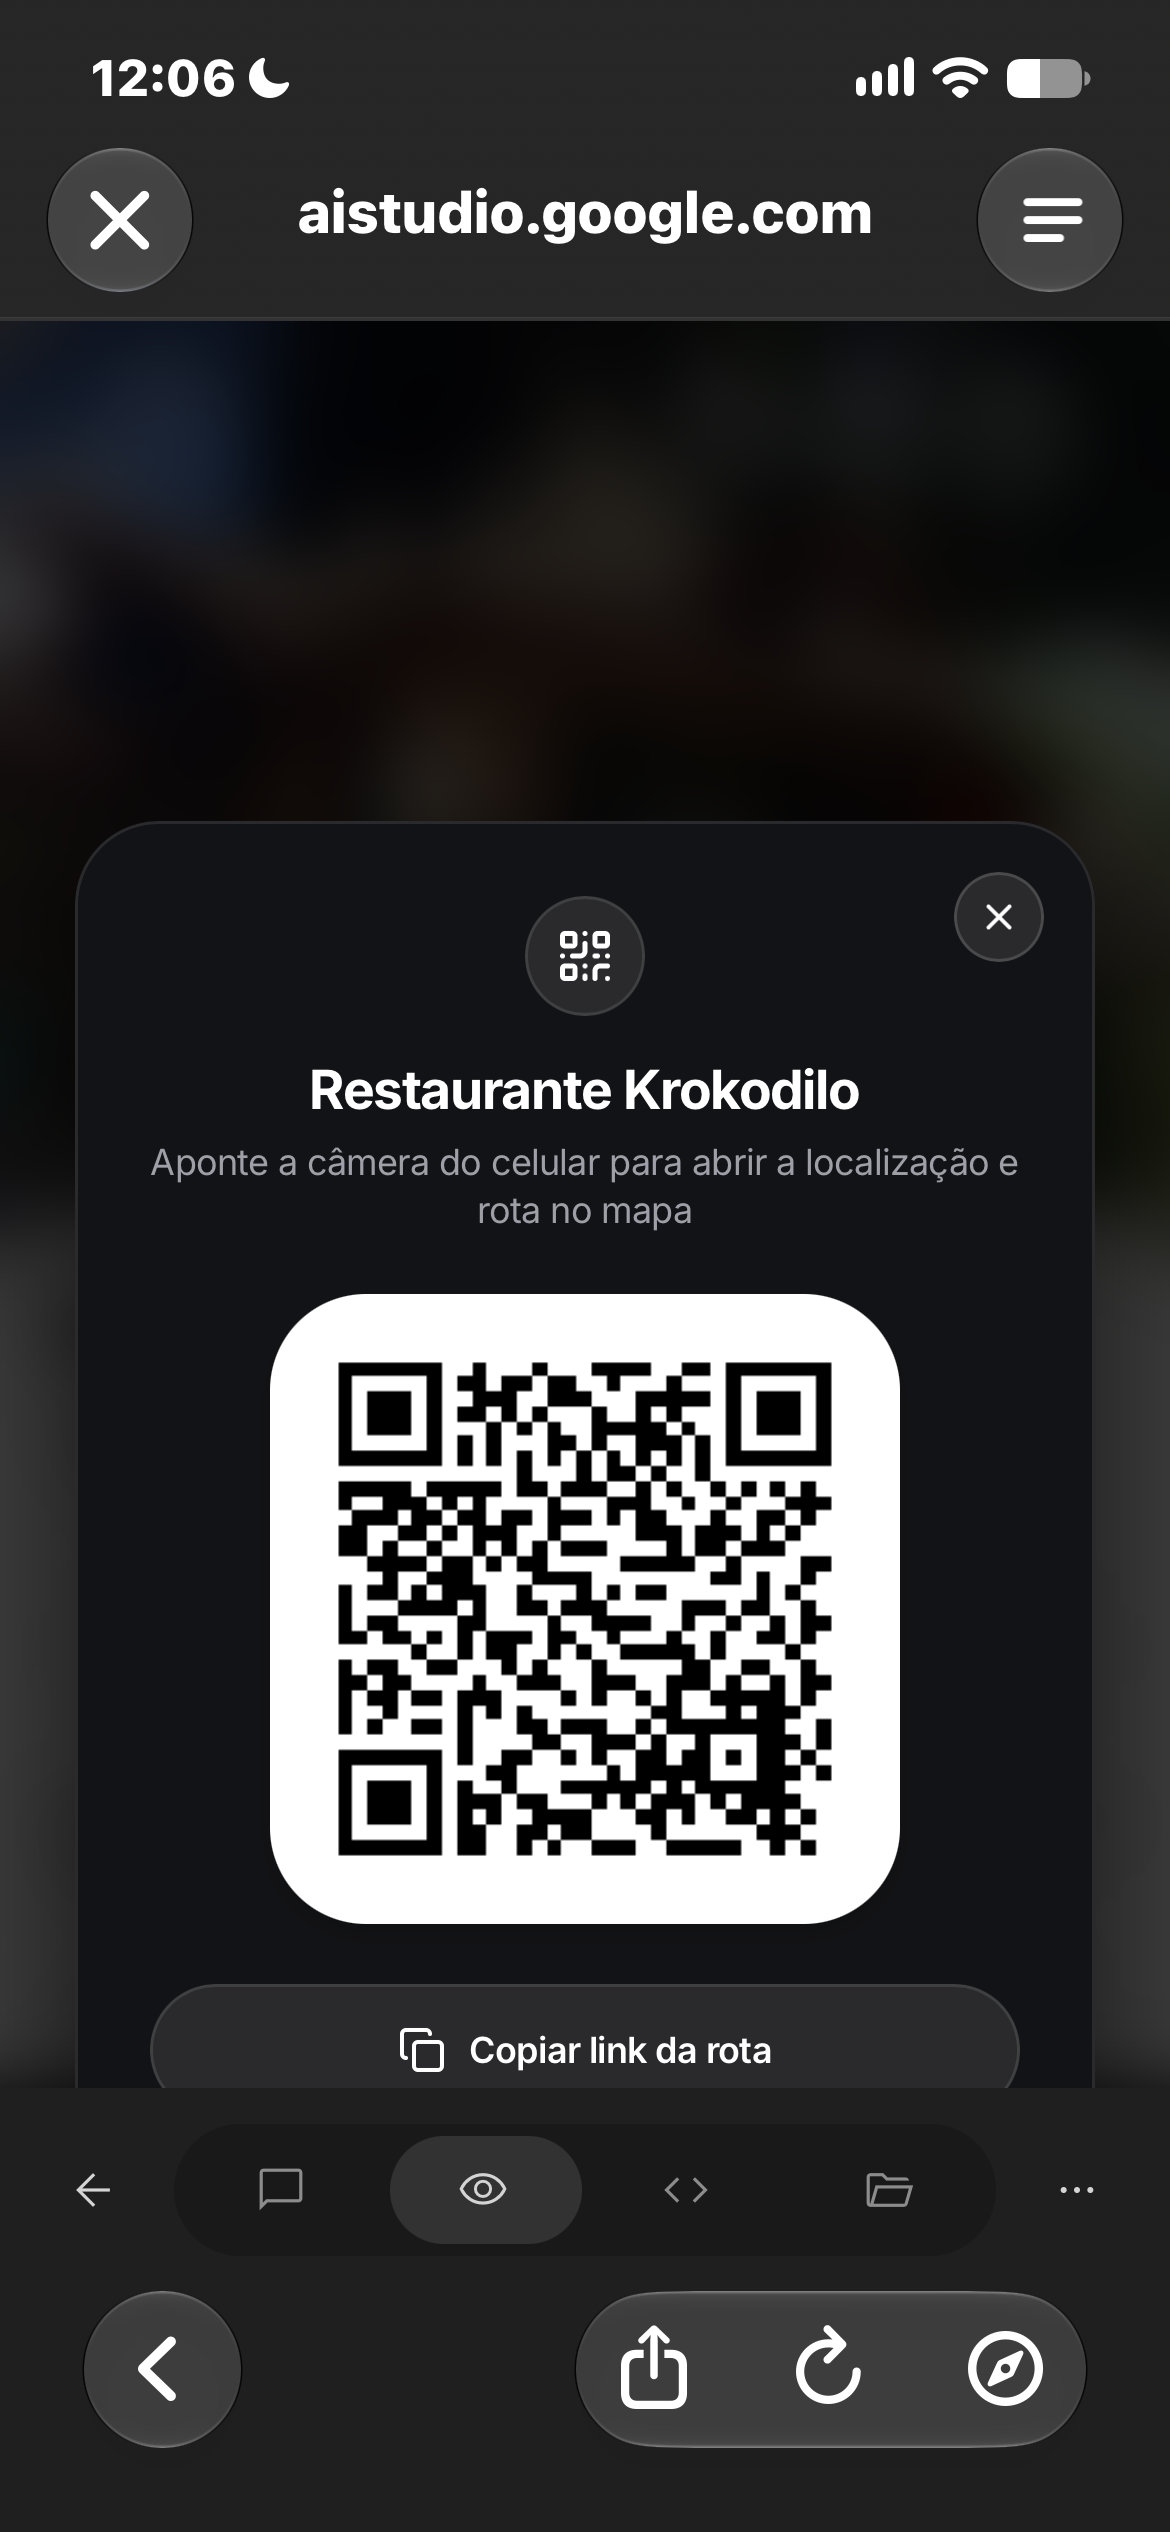 12:06
aistudio.google.com
Restaurante Krokodilo
Aponte a câmera do celular para abrir a localização e
rota no mapa
Copiar link da rota